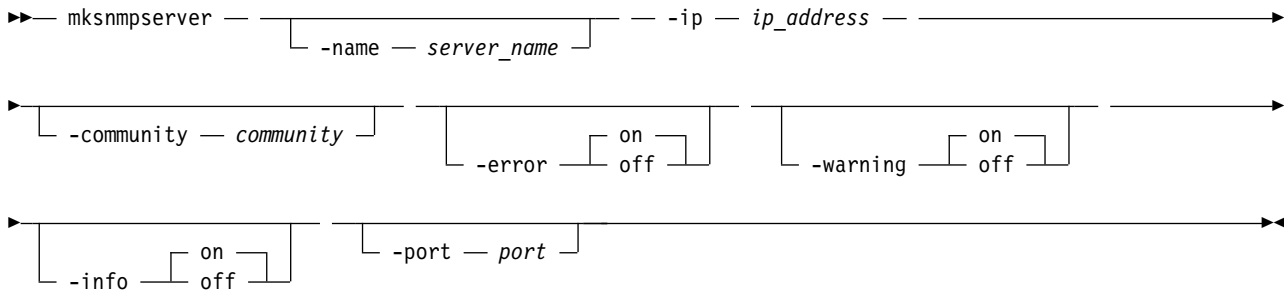 mksnmpserver -name server_name -ip ip_address
-community community -error on off -warning on off
-info on off -port port